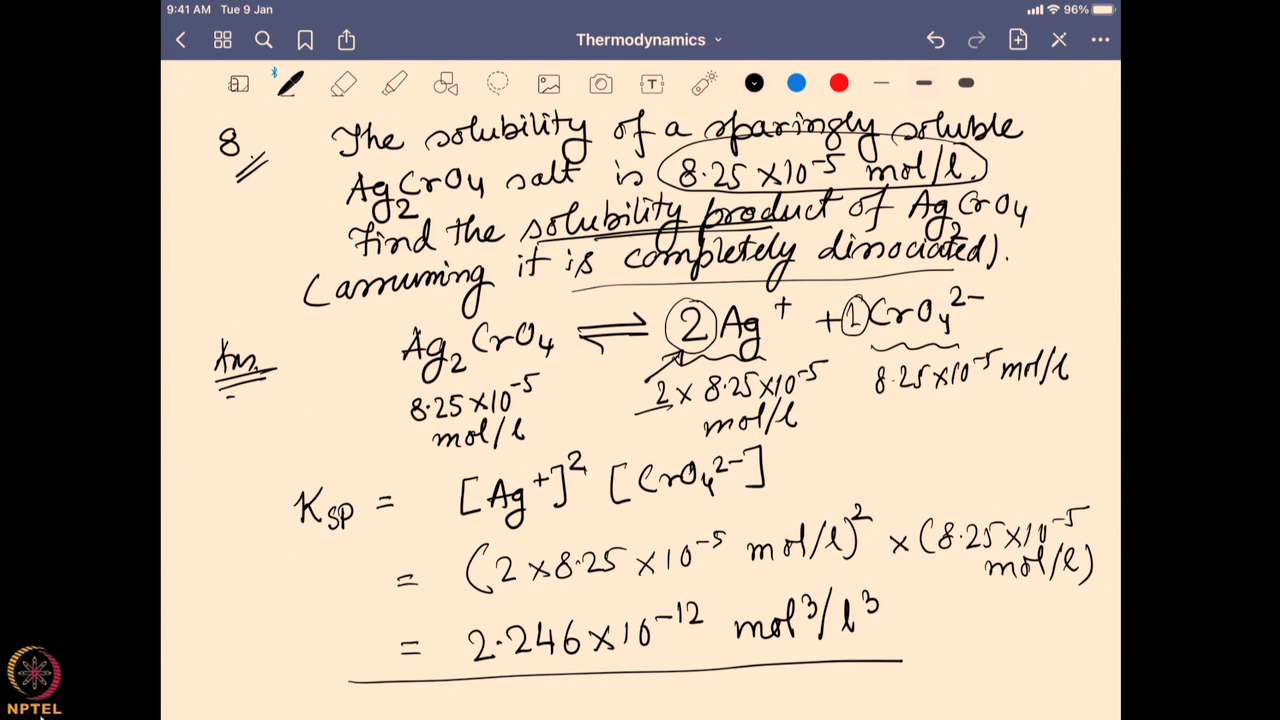 9:41 AM Tue 9 Jan 96%
Thermodynamics
8. The solubility of a sparingly soluble
Ag₂CrO₄ salt is 8.25 × 10⁻⁵ mol/l.
Find the solubility product of Ag₂CrO₄
(assuming it is completely dissociated).
Ans. Ag₂CrO₄ ⇌ 2Ag⁺ + 1CrO₄²⁻
8.25×10⁻⁵ mol/l 2 × 8.25×10⁻⁵ mol/l 8.25×10⁻⁵ mol/l
K_SP = [Ag⁺]² [CrO₄²⁻]
= (2 × 8.25 × 10⁻⁵ mol/l)² × (8.25×10⁻⁵ mol/l)
= 2.246 × 10⁻¹² mol³/l³
NPTEL